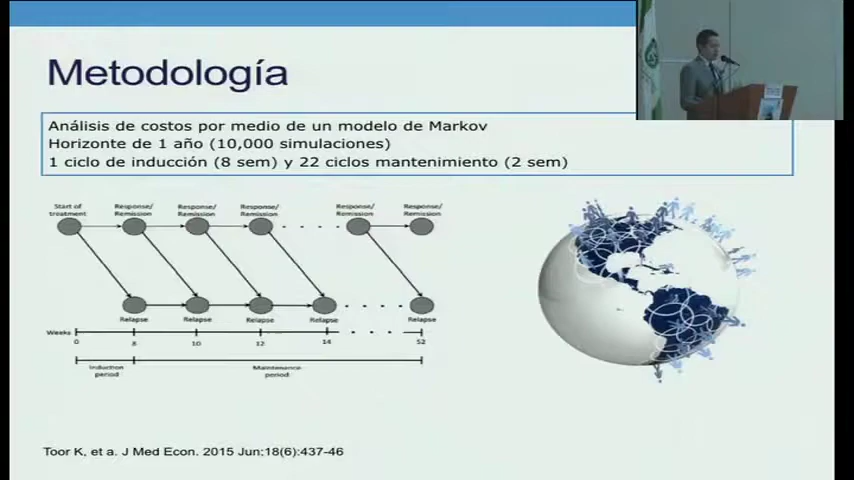 Metodología
Análisis de costos por medio de un modelo de Markov
Horizonte de 1 año (10,000 simulaciones)
1 ciclo de inducción (8 sem) y 22 ciclos mantenimiento (2 sem)
Start of treatment
Response/ Remission
Response/ Remission
Response/ Remission
Response/ Remission
Response/ Remission
Relapse
Relapse
Relapse
Relapse
Relapse
Weeks
0 8 10 12 14 52
Induction period
Maintenance period
Toor K, et a. J Med Econ. 2015 Jun;18(6):437-46